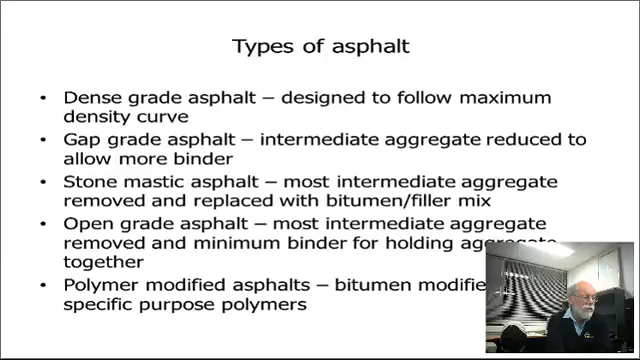 Types of asphalt
• Dense grade asphalt – designed to follow maximum
density curve
• Gap grade asphalt – intermediate aggregate reduced to
allow more binder
• Stone mastic asphalt – most intermediate aggregate
removed and replaced with bitumen/filler mix
• Open grade asphalt – most intermediate aggregate
removed and minimum binder for holding aggregate
together
• Polymer modified asphalts – bitumen modifie
specific purpose polymers